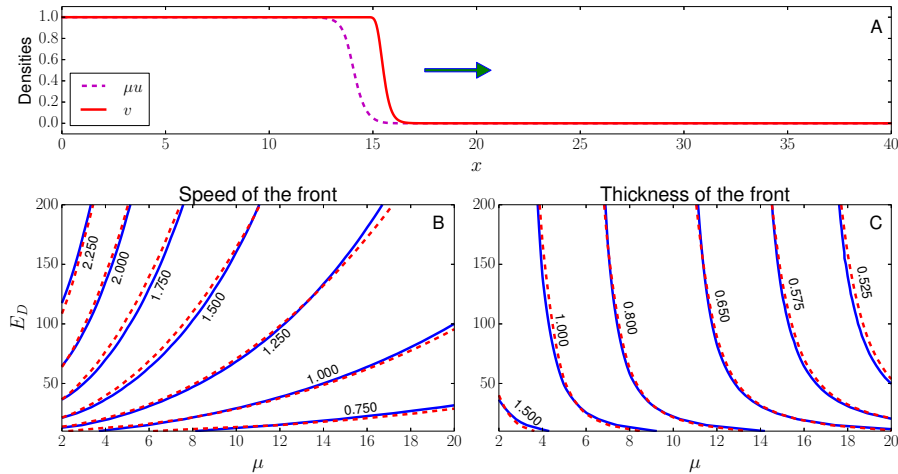 A
Densities
1.0
0.8
0.6
0.4
0.2
0.0
μu
v
0 5 10 15 20 25 30 35 40
x
Speed of the front
B
E_D
200
150
100
50
2.250
2.000
1.750
1.500
1.250
1.000
0.750
2 4 6 8 10 12 14 16 18 20
μ
Thickness of the front
C
200
150
100
50
1.500
1.000
0.800
0.650
0.575
0.525
2 4 6 8 10 12 14 16 18 20
μ